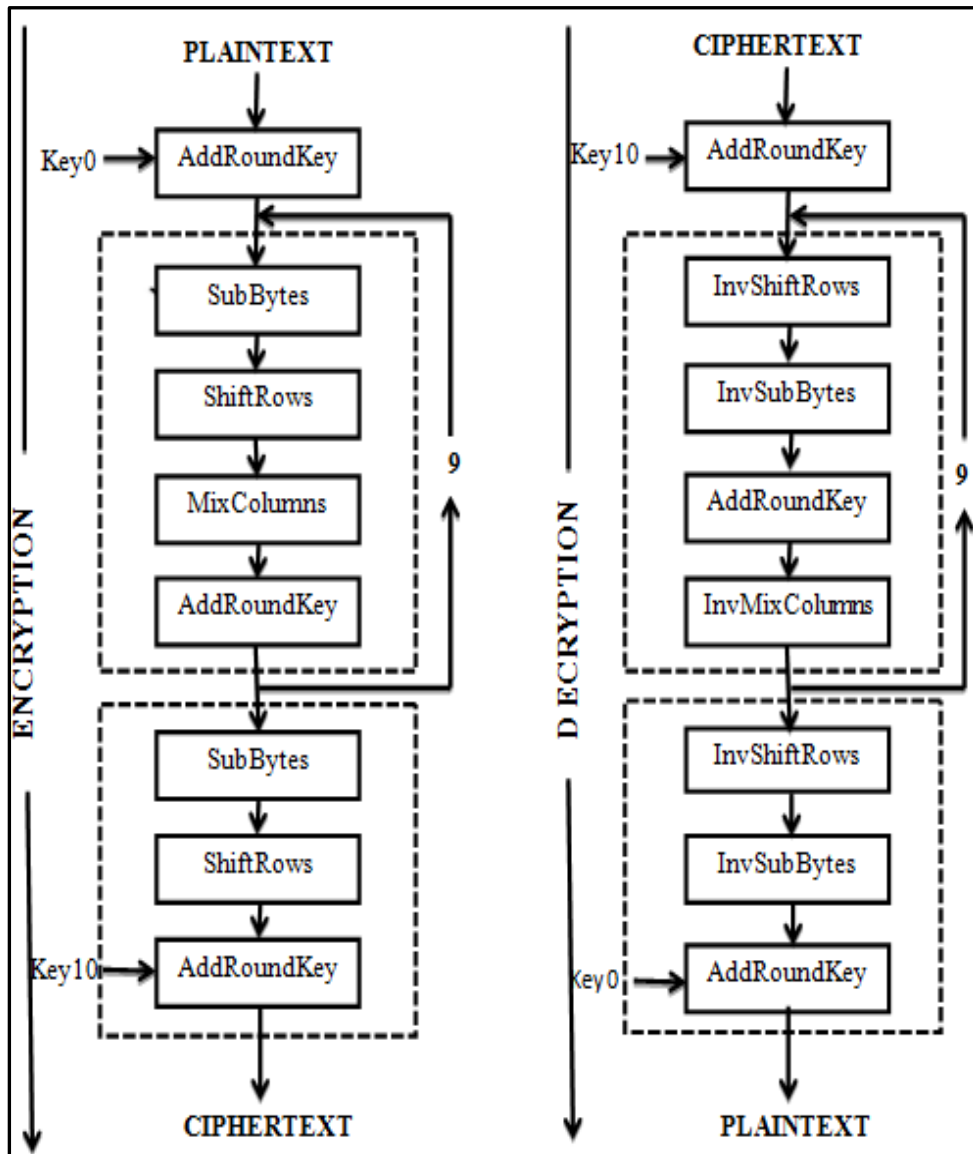 ENCRYPTION
PLAINTEXT
Key0
AddRoundKey
SubBytes
ShiftRows
MixColumns
AddRoundKey
9
SubBytes
ShiftRows
Key10
AddRoundKey
CIPHERTEXT
DECRYPTION
CIPHERTEXT
Key10
AddRoundKey
InvShiftRows
InvSubBytes
AddRoundKey
InvMixColumns
9
InvShiftRows
InvSubBytes
Key0
AddRoundKey
PLAINTEXT